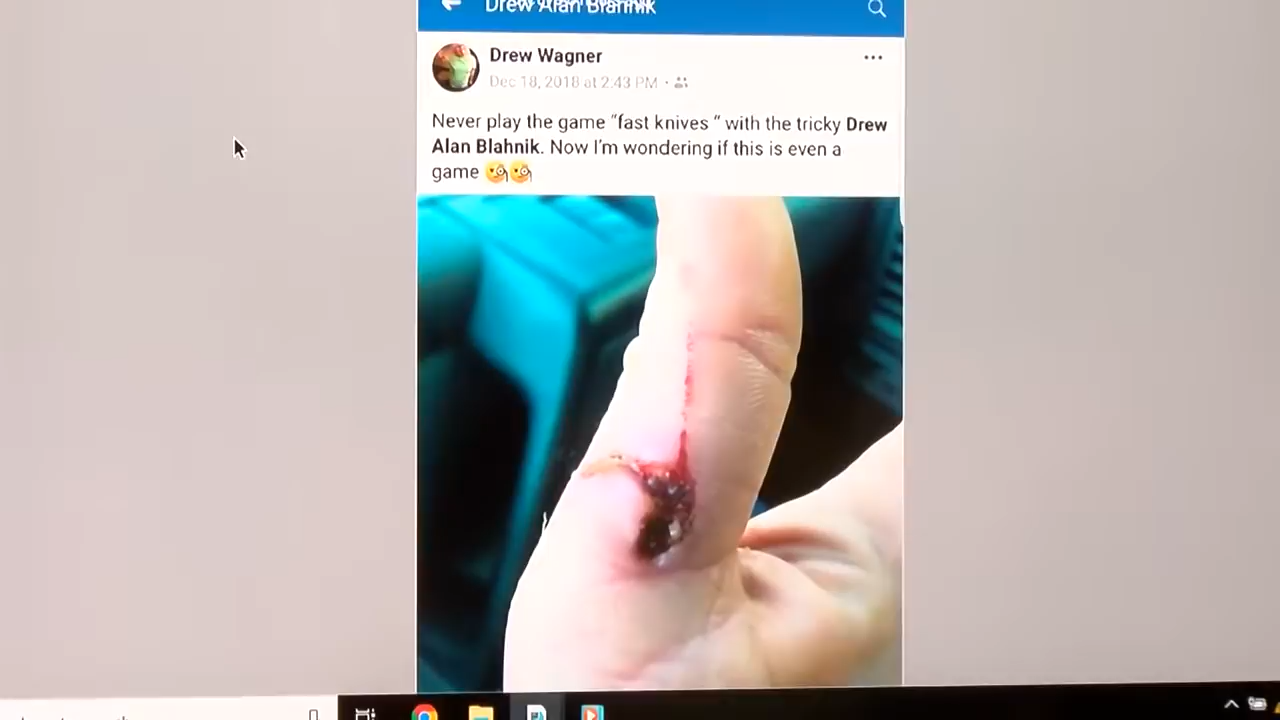 Drew Alan Blahnik
Drew Wagner
Dec 18, 2018 at 2:43 PM ·
Never play the game "fast knives " with the tricky Drew
Alan Blahnik. Now I'm wondering if this is even a
game 🧐🧐